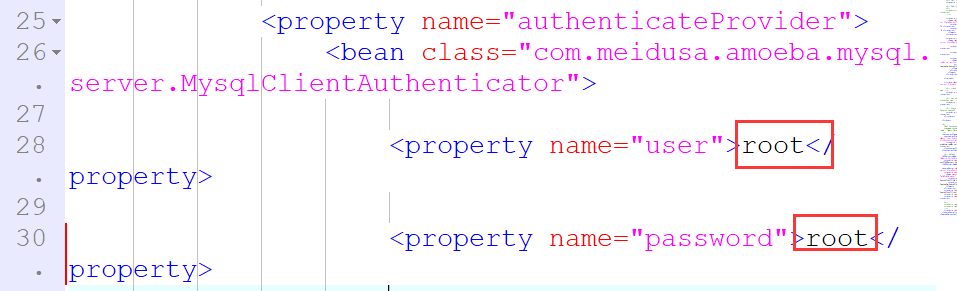 25 <property name="authenticateProvider">
26 <bean class="com.meidusa.amoeba.mysql.
. server.MysqlClientAuthenticator">
27
28 <property name="user">root</
. property>
29
30 <property name="password">root</
. property>